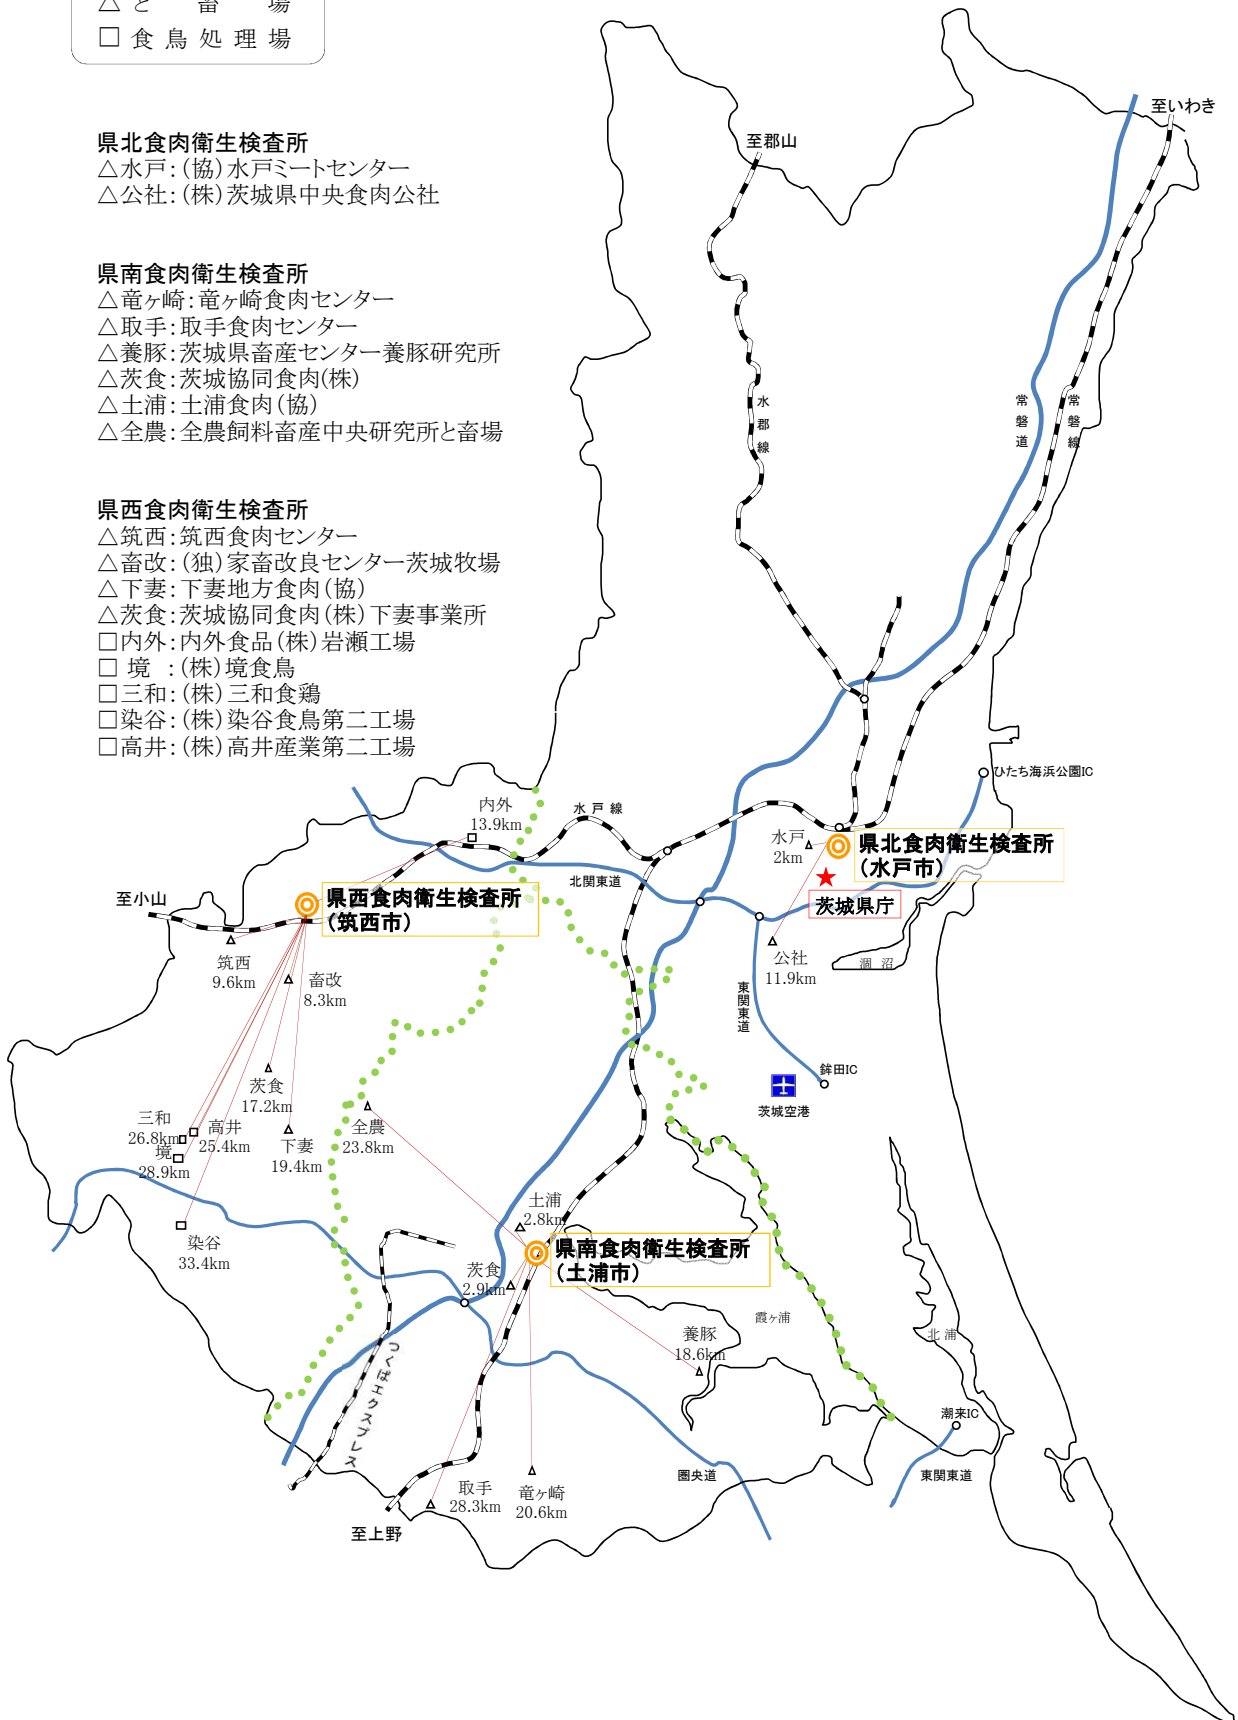 △と畜場
□食鳥処理場
県北食肉衛生検査所
△水戸：(協)水戸ミートセンター
△公社：(株)茨城県中央食肉公社
県南食肉衛生検査所
△竜ヶ崎：竜ヶ崎食肉センター
△取手：取手食肉センター
△養豚：茨城県畜産センター養豚研究所
△茨食：茨城協同食肉(株)
△土浦：土浦食肉(協)
△全農：全農飼料畜産中央研究所と畜場
県西食肉衛生検査所
△筑西：筑西食肉センター
△畜改：(独)家畜改良センター茨城牧場
△下妻：下妻地方食肉(協)
△茨食：茨城協同食肉(株)下妻事業所
□内外：内外食品(株)岩瀬工場
□ 境 ：(株)境食鳥
□三和：(株)三和食鶏
□染谷：(株)染谷食鳥第二工場
□高井：(株)高井産業第二工場
至いわき
至郡山
水郡線
常磐道
常磐線
ひたち海浜公園IC
内外
13.9km
水戸線
水戸
2km
県北食肉衛生検査所
(水戸市)
北関東道
茨城県庁
至小山
県西食肉衛生検査所
(筑西市)
筑西
9.6km
畜改
8.3km
公社
11.9km
涸沼
東関東道
鉾田IC
茨城空港
茨食
17.2km
三和
26.8km
高井
25.4km
境
28.9km
下妻
19.4km
全農
23.8km
染谷
33.4km
土浦
2.8km
県南食肉衛生検査所
(土浦市)
茨食
2.9km
養豚
18.6km
霞ヶ浦
北浦
つくばエクスプレス
潮来IC
東関東道
圏央道
取手
28.3km
竜ヶ崎
20.6km
至上野